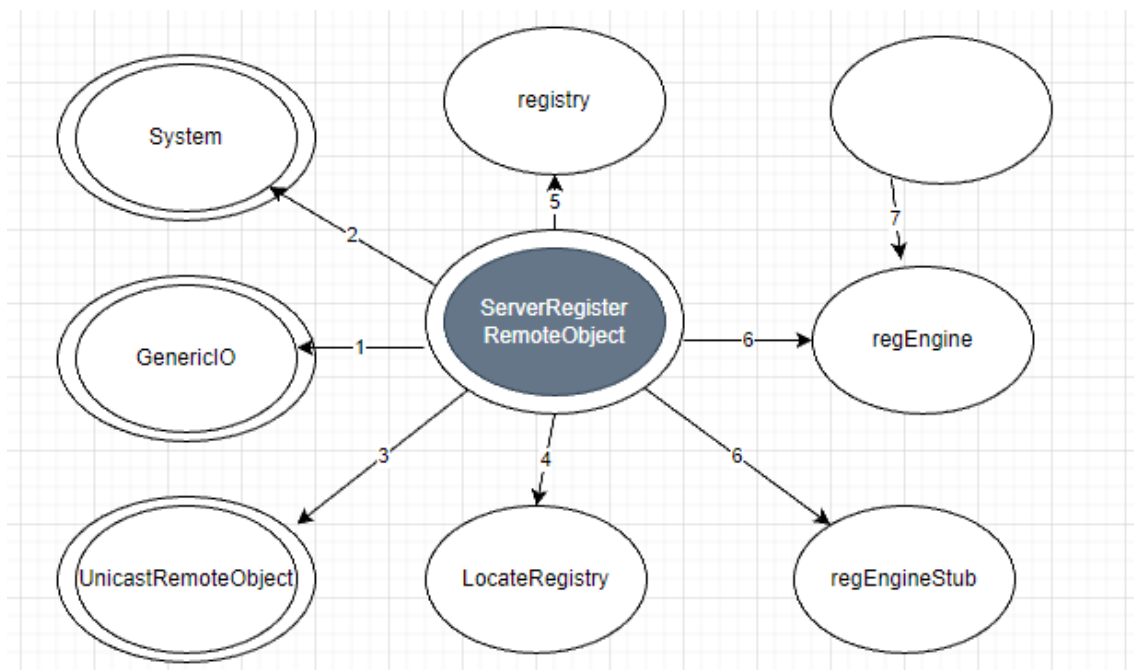 System
registry
5
7
2
ServerRegister
RemoteObject
GenericIO
1
6
regEngine
3
4
6
UnicastRemoteObject
LocateRegistry
regEngineStub